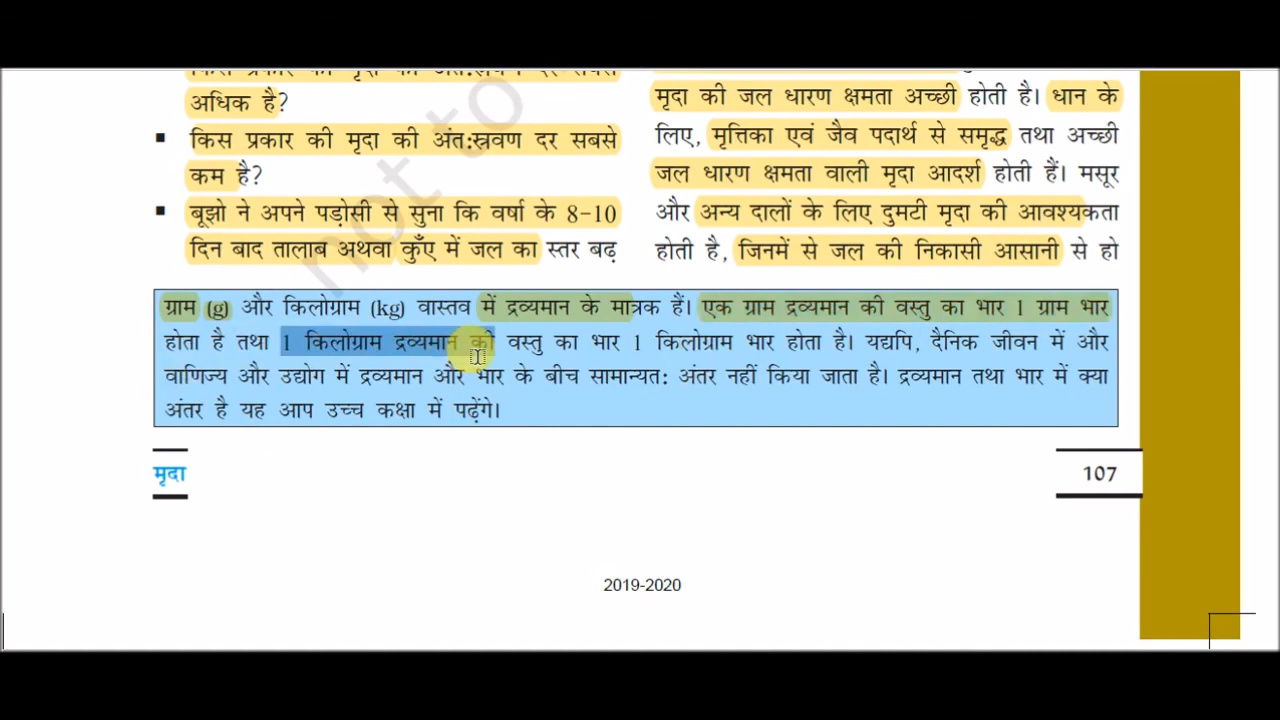 अधिक है?
▪ किस प्रकार की मृदा की अंत:स्रवण दर सबसे
कम है?
▪ बूझो ने अपने पड़ोसी से सुना कि वर्षा के 8-10
दिन बाद तालाब अथवा कुँए में जल का स्तर बढ़
मृदा की जल धारण क्षमता अच्छी होती है। धान के
लिए, मृत्तिका एवं जैव पदार्थ से समृद्ध तथा अच्छी
जल धारण क्षमता वाली मृदा आदर्श होती हैं। मसूर
और अन्य दालों के लिए दुमटी मृदा की आवश्यकता
होती है, जिनमें से जल की निकासी आसानी से हो
ग्राम (g) और किलोग्राम (kg) वास्तव में द्रव्यमान के मात्रक हैं। एक ग्राम द्रव्यमान की वस्तु का भार 1 ग्राम भार
होता है तथा 1 किलोग्राम द्रव्यमान की वस्तु का भार 1 किलोग्राम भार होता है। यद्यपि, दैनिक जीवन में और
वाणिज्य और उद्योग में द्रव्यमान और भार के बीच सामान्यत: अंतर नहीं किया जाता है। द्रव्यमान तथा भार में क्या
अंतर है यह आप उच्च कक्षा में पढ़ेंगे।
मृदा
107
2019-2020
not to